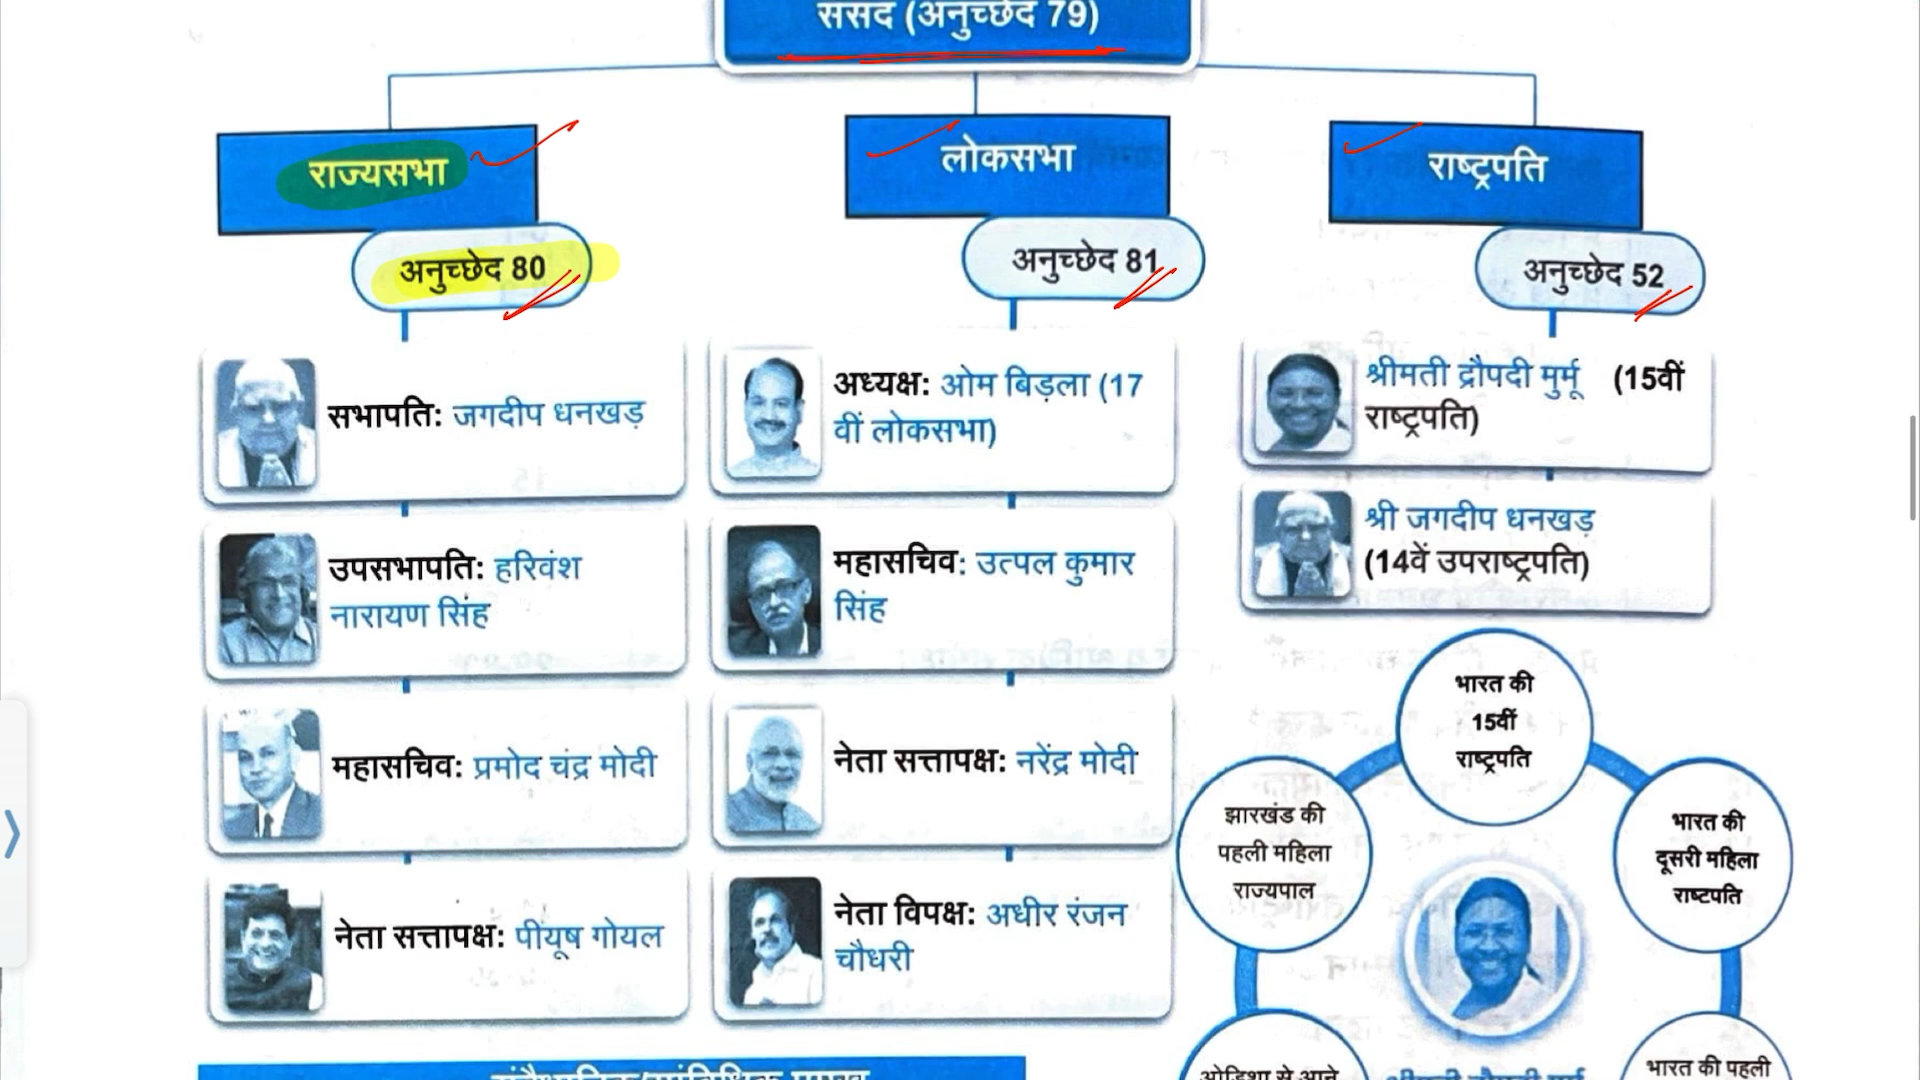 संसद (अनुच्छेद 79)
राज्यसभा
अनुच्छेद 80
सभापति: जगदीप धनखड़
उपसभापति: हरिवंश
नारायण सिंह
महासचिव: प्रमोद चंद्र मोदी
नेता सत्तापक्ष: पीयूष गोयल
लोकसभा
अनुच्छेद 81
अध्यक्ष: ओम बिड़ला (17
वीं लोकसभा)
महासचिव: उत्पल कुमार
सिंह
नेता सत्तापक्ष: नरेंद्र मोदी
नेता विपक्ष: अधीर रंजन
चौधरी
राष्ट्रपति
अनुच्छेद 52
श्रीमती द्रौपदी मुर्मू (15वीं
राष्ट्रपति)
श्री जगदीप धनखड़
(14वें उपराष्ट्रपति)
भारत की
15वीं
राष्ट्रपति
झारखंड की
पहली महिला
राज्यपाल
भारत की
दूसरी महिला
राष्टपति
ओडिशा से आने
भारत की पहली